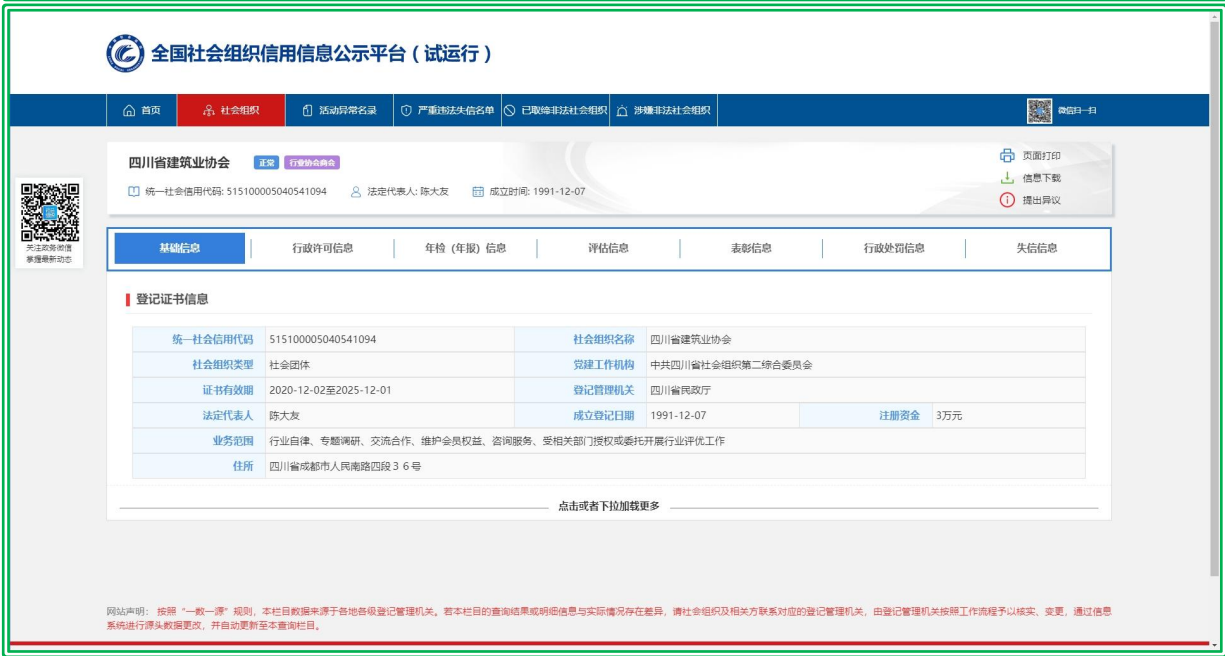 全国社会组织信用信息公示平台（试运行）
首页 社会组织 活动异常名录 严重违法失信名单 已取缔非法社会组织 涉嫌非法社会组织 微信扫一扫
四川省建筑业协会 正常 行业协会商会
统一社会信用代码: 515100005040541094 法定代表人: 陈大友 成立时间: 1991-12-07
页面打印
信息下载
提出异议
关注政务微信
掌握最新动态
基础信息 行政许可信息 年检（年报）信息 评估信息 表彰信息 行政处罚信息 失信信息
登记证书信息
统一社会信用代码 515100005040541094 社会组织名称 四川省建筑业协会
社会组织类型 社会团体 党建工作机构 中共四川省社会组织第二综合委员会
证书有效期 2020-12-02至2025-12-01 登记管理机关 四川省民政厅
法定代表人 陈大友 成立登记日期 1991-12-07 注册资金 3万元
业务范围 行业自律、专题调研、交流合作、维护会员权益、咨询服务、受相关部门授权或委托开展行业评优工作
住所 四川省成都市人民南路四段３６号
点击或者下拉加载更多
网站声明： 按照“一数一源”规则，本栏目数据来源于各地各级登记管理机关。若本栏目的查询结果或明细信息与实际情况存在差异，请社会组织及相关方联系对应的登记管理机关，由登记管理机关按照工作流程予以核实、变更，通过信息
系统进行源头数据更改，并自动更新至本查询栏目。